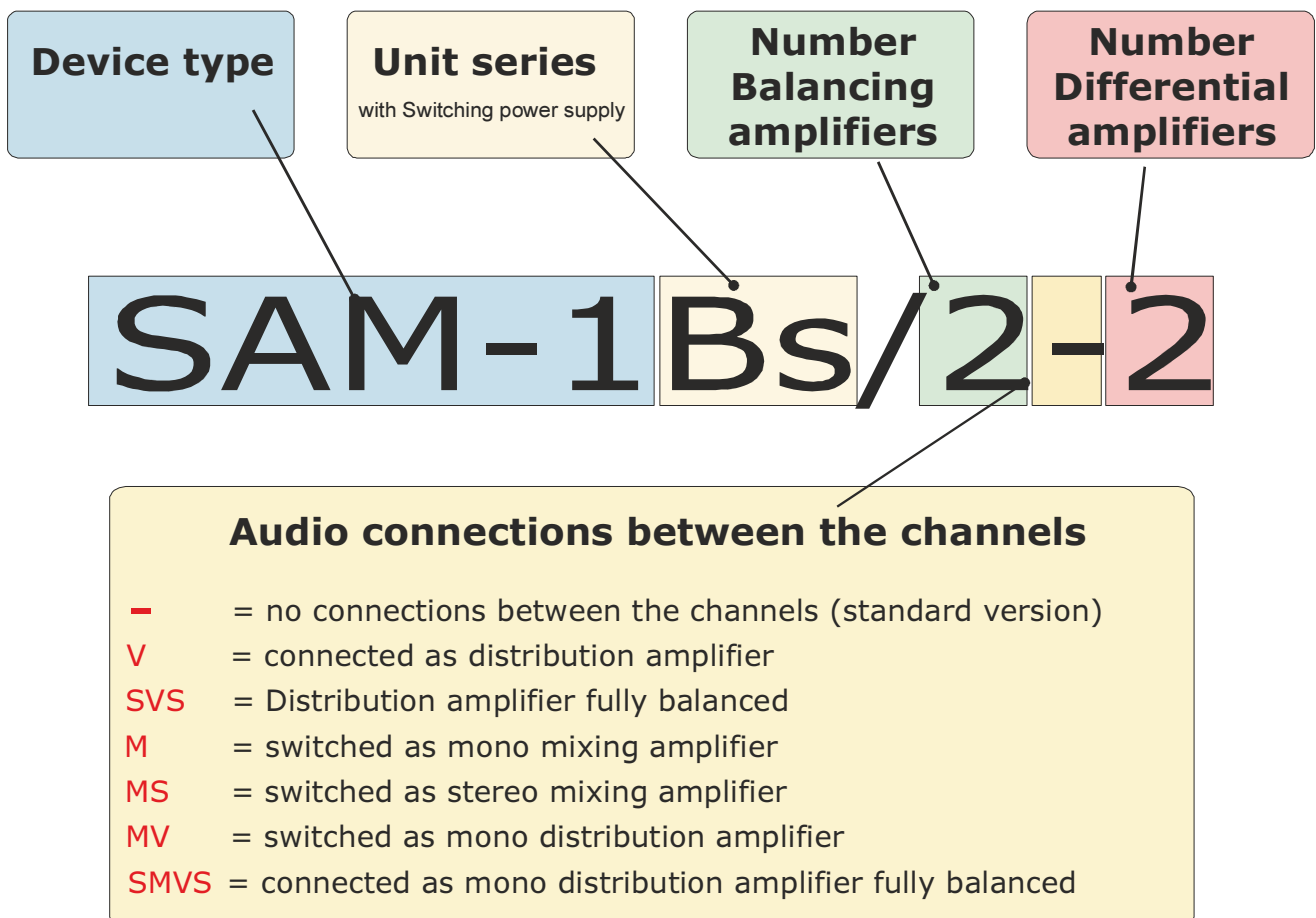 Device type
Unit series
with Switching power supply
Number
Balancing
amplifiers
Number
Differential
amplifiers
SAM-1Bs/2-2
Audio connections between the channels
- = no connections between the channels (standard version)
V = connected as distribution amplifier
SVS = Distribution amplifier fully balanced
M = switched as mono mixing amplifier
MS = switched as stereo mixing amplifier
MV = switched as mono distribution amplifier
SMVS = connected as mono distribution amplifier fully balanced